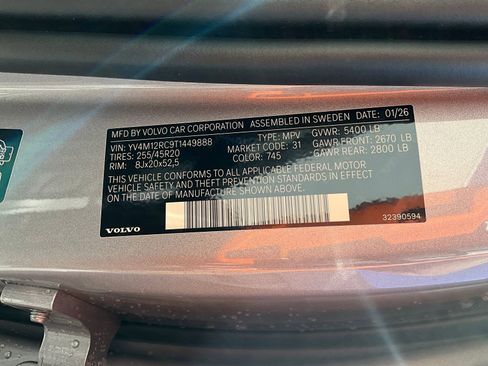 MFD BY VOLVO CAR CORPORATION ASSEMBLED IN SWEDEN DATE: 01/26
VIN: YV4M12RC9T1449888 TYPE: MPV GVWR: 5400 LB
TIRES: 255/45R20 MARKET CODE: 31 GAWR FRONT: 2670 LB
RIM: 8Jx20x52,5 COLOR: 745 GAWR REAR: 2800 LB
THIS VEHICLE CONFORMS TO ALL APPLICABLE FEDERAL MOTOR
VEHICLE SAFETY AND THEFT PREVENTION STANDARDS IN EFFECT
ON THE DATE OF MANUFACTURE SHOWN ABOVE.
VOLVO
32390594